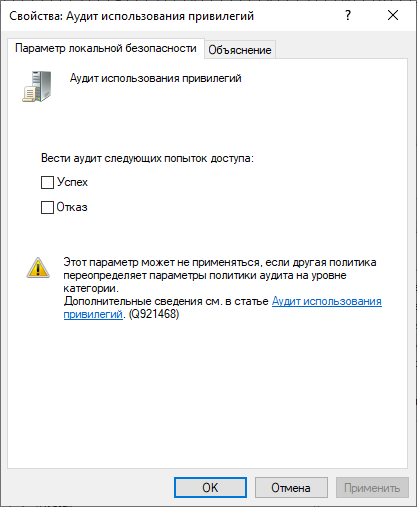 Свойства: Аудит использования привилегий ? ×
Параметр локальной безопасности Объяснение
Аудит использования привилегий
Вести аудит следующих попыток доступа:
Успех
Отказ
Этот параметр может не применяться, если другая политика
переопределяет параметры политики аудита на уровне
категории.
Дополнительные сведения см. в статье Аудит использования
привилегий. (Q921468)
OK Отмена Применить